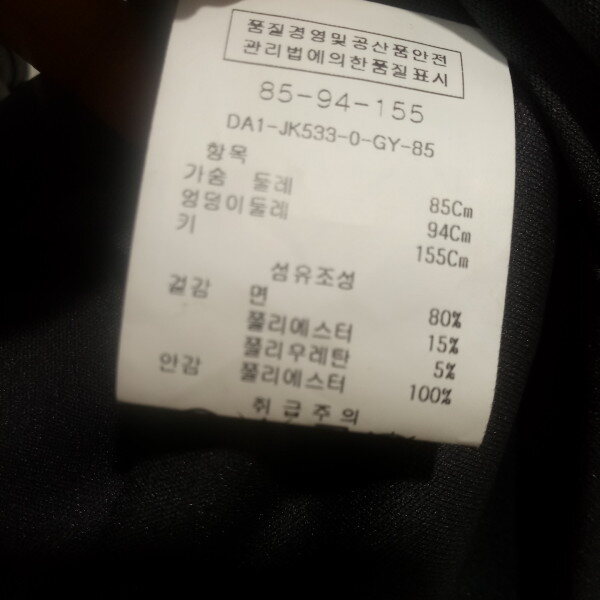 품질경영및공산품안전
관리법에의한품질표시
85-94-155
DA1-JK533-0-GY-85
항목
가슴 둘레 85Cm
엉덩이둘레 94Cm
키 155Cm
섬유조성
겉감 면 80%
폴리에스터 15%
폴리우레탄 5%
안감 폴리에스터 100%
취급주의